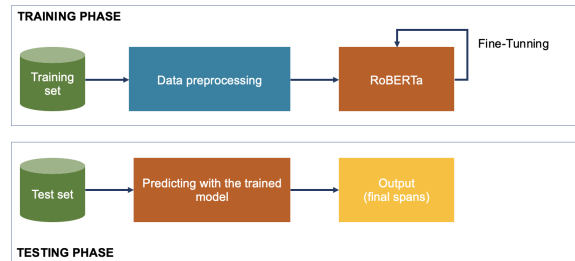 TRAINING PHASE
Training
set
Data preprocessing
RoBERTa
Fine-Tunning
Test set
Predicting with the trained
model
Output
(final spans)
TESTING PHASE